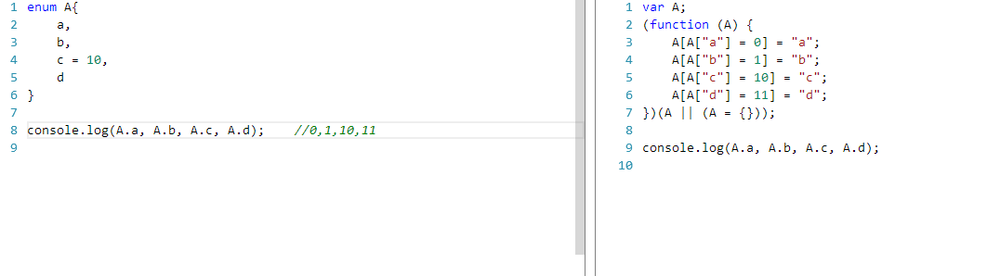 1 enum A{
2     a,
3     b,
4     c = 10,
5     d
6 }
7
8 console.log(A.a, A.b, A.c, A.d);    //0,1,10,11
9
1 var A;
2 (function (A) {
3     A[A["a"] = 0] = "a";
4     A[A["b"] = 1] = "b";
5     A[A["c"] = 10] = "c";
6     A[A["d"] = 11] = "d";
7 })(A || (A = {}));
8
9 console.log(A.a, A.b, A.c, A.d);
10